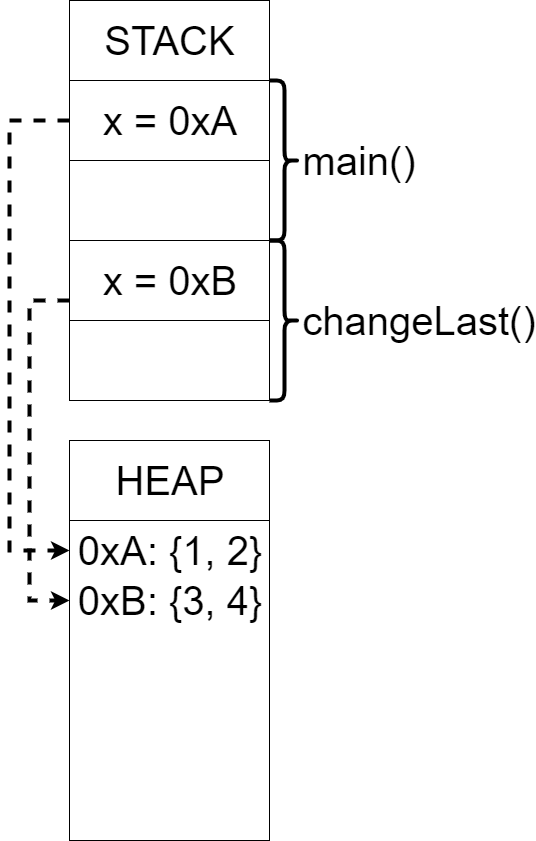 STACK
x = 0xA
main()
x = 0xB
changeLast()
HEAP
0xA: {1, 2}
0xB: {3, 4}